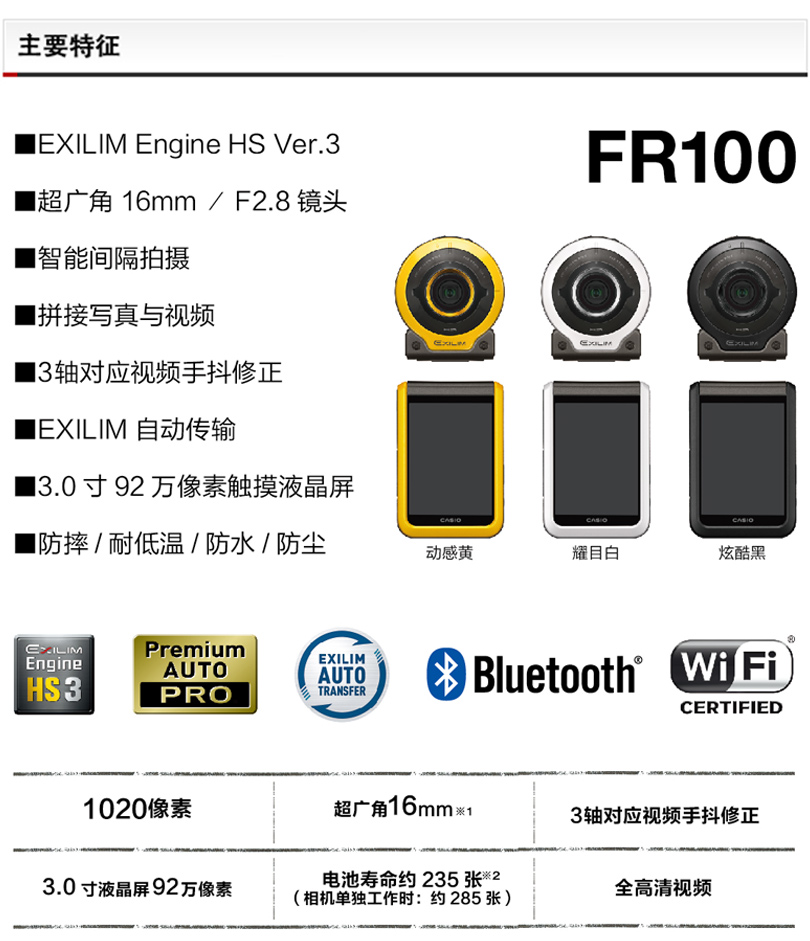 主要特征
■EXILIM Engine HS Ver.3
FR100
■超广角 16mm ／ F2.8 镜头
■智能间隔拍摄
■拼接写真与视频
■3轴对应视频手抖修正
■EXILIM 自动传输
■3.0 寸 92 万像素触摸液晶屏
■防摔 / 耐低温 / 防水 / 防尘
EXILIM EXILIM EXILIM
CASIO CASIO CASIO
动感黄 耀目白 炫酷黑
EXILIM
Engine
HS 3
Premium
AUTO
PRO
EXILIM
AUTO
TRANSFER
Bluetooth®
Wi Fi ®
CERTIFIED
1020像素
超广角16mm ※1
3轴对应视频手抖修正
3.0 寸液晶屏 92万像素
电池寿命约 235 张※2
（相机单独工作时：约 285 张）
全高清视频